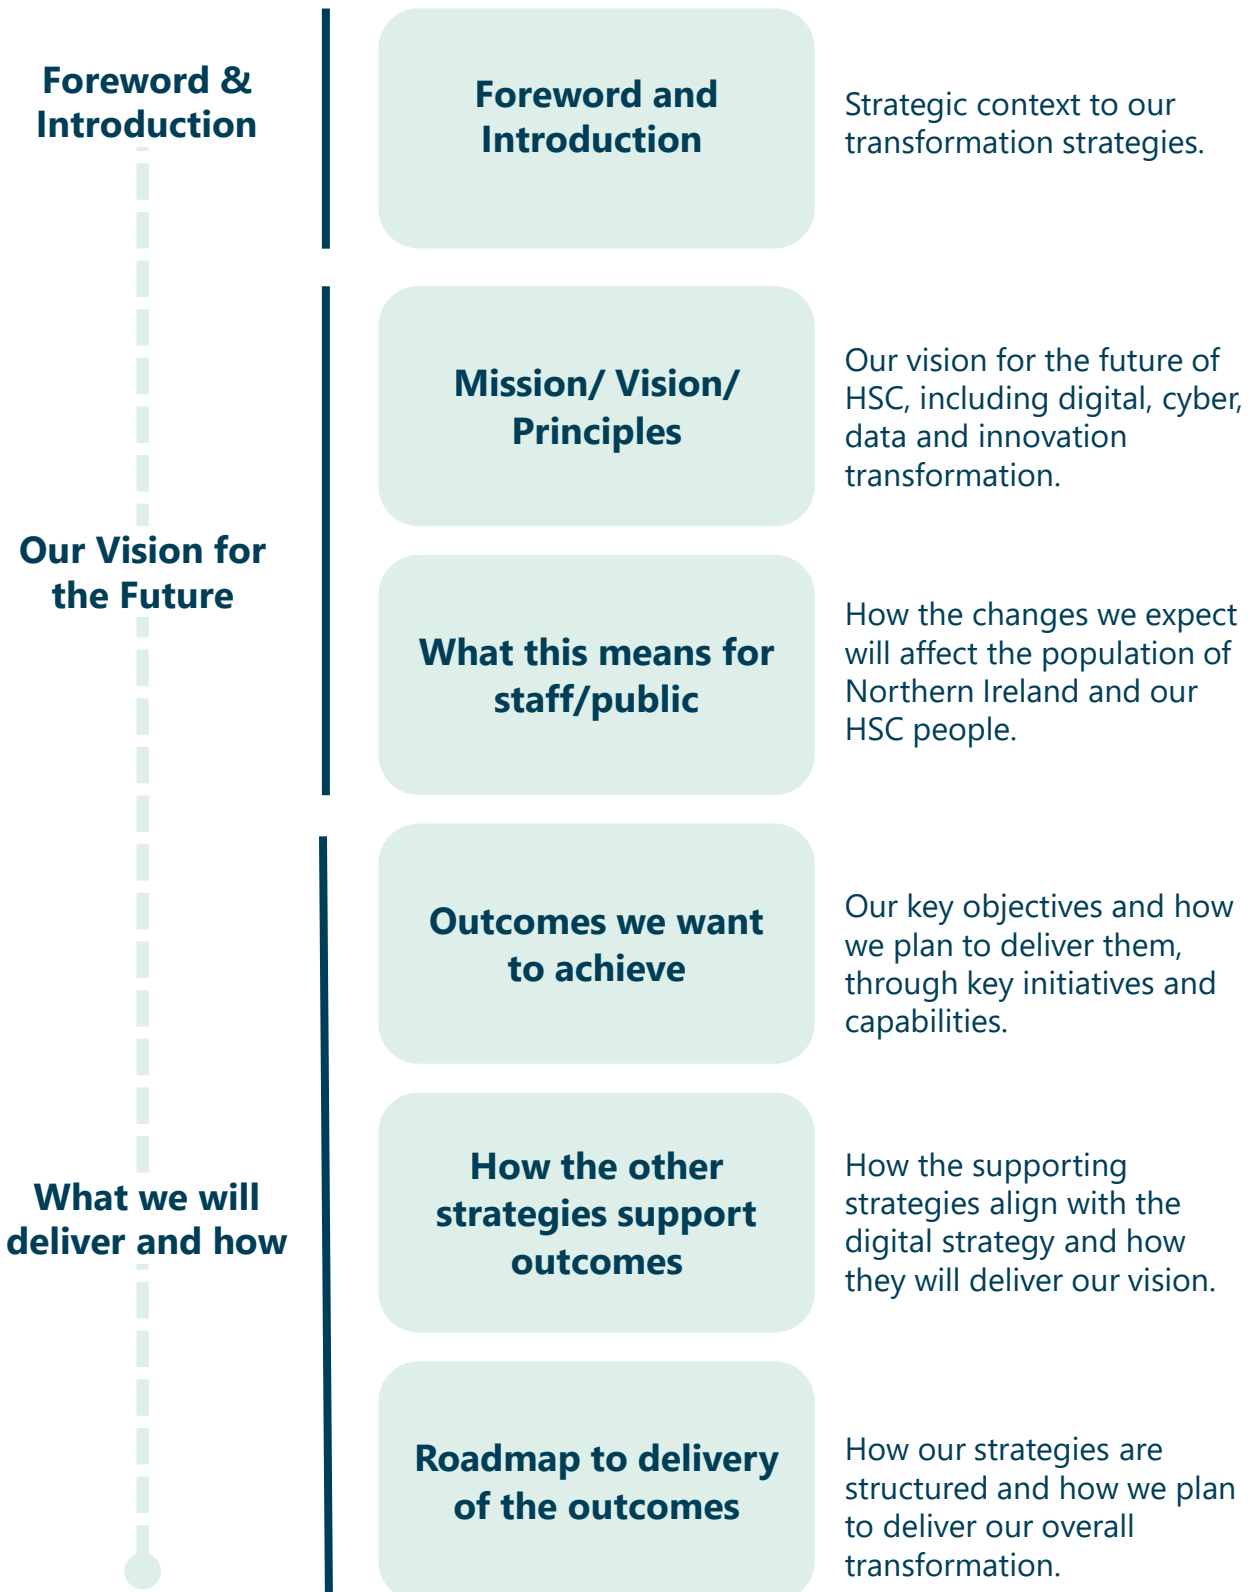 Foreword &
Introduction
Foreword and
Introduction
Strategic context to our
transformation strategies.
Our Vision for
the Future
Mission/ Vision/
Principles
Our vision for the future of
HSC, including digital, cyber,
data and innovation
transformation.
What this means for
staff/public
How the changes we expect
will affect the population of
Northern Ireland and our
HSC people.
What we will
deliver and how
Outcomes we want
to achieve
Our key objectives and how
we plan to deliver them,
through key initiatives and
capabilities.
How the other
strategies support
outcomes
How the supporting
strategies align with the
digital strategy and how
they will deliver our vision.
Roadmap to delivery
of the outcomes
How our strategies are
structured and how we plan
to deliver our overall
transformation.